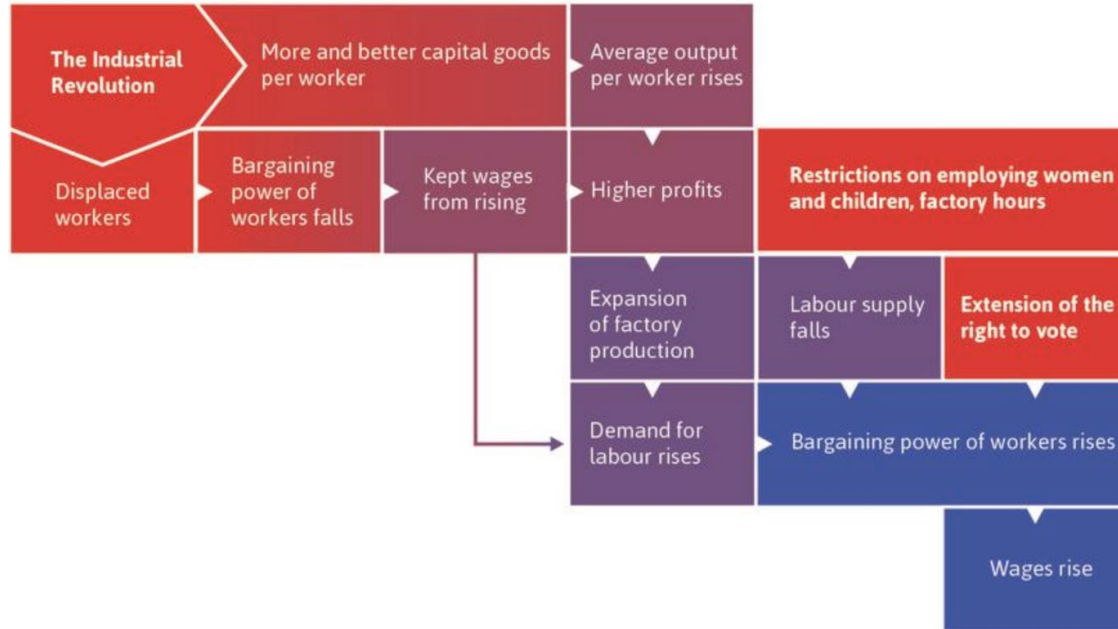 The Industrial
Revolution
More and better capital goods
per worker
Average output
per worker rises
Displaced
workers
Bargaining
power of
workers falls
Kept wages
from rising
Higher profits
Restrictions on employing women
and children, factory hours
Expansion
of factory
production
Labour supply
falls
Extension of the
right to vote
Demand for
labour rises
Bargaining power of workers rises
Wages rise